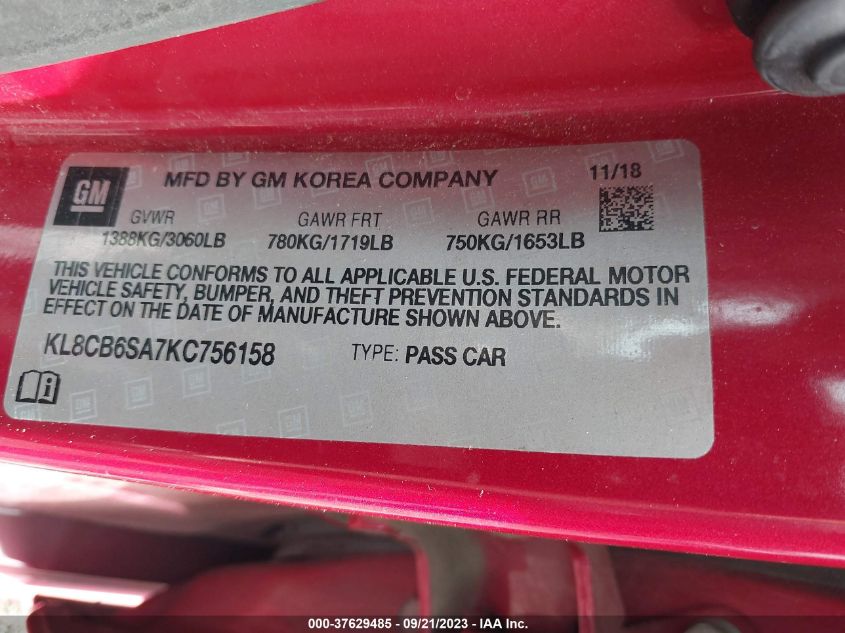 GM
MFD BY GM KOREA COMPANY
11/18
GVWR
GAWR FRT
GAWR RR
1388KG/3060LB
780KG/1719LB
750KG/1653LB
THIS VEHICLE CONFORMS TO ALL APPLICABLE U.S. FEDERAL MOTOR
VEHICLE SAFETY, BUMPER, AND THEFT PREVENTION STANDARDS IN
EFFECT ON THE DATE OF MANUFACTURE SHOWN ABOVE.
KL8CB6SA7KC756158
TYPE: PASS CAR
000-37629485 - 09/21/2023 - IAAI.com